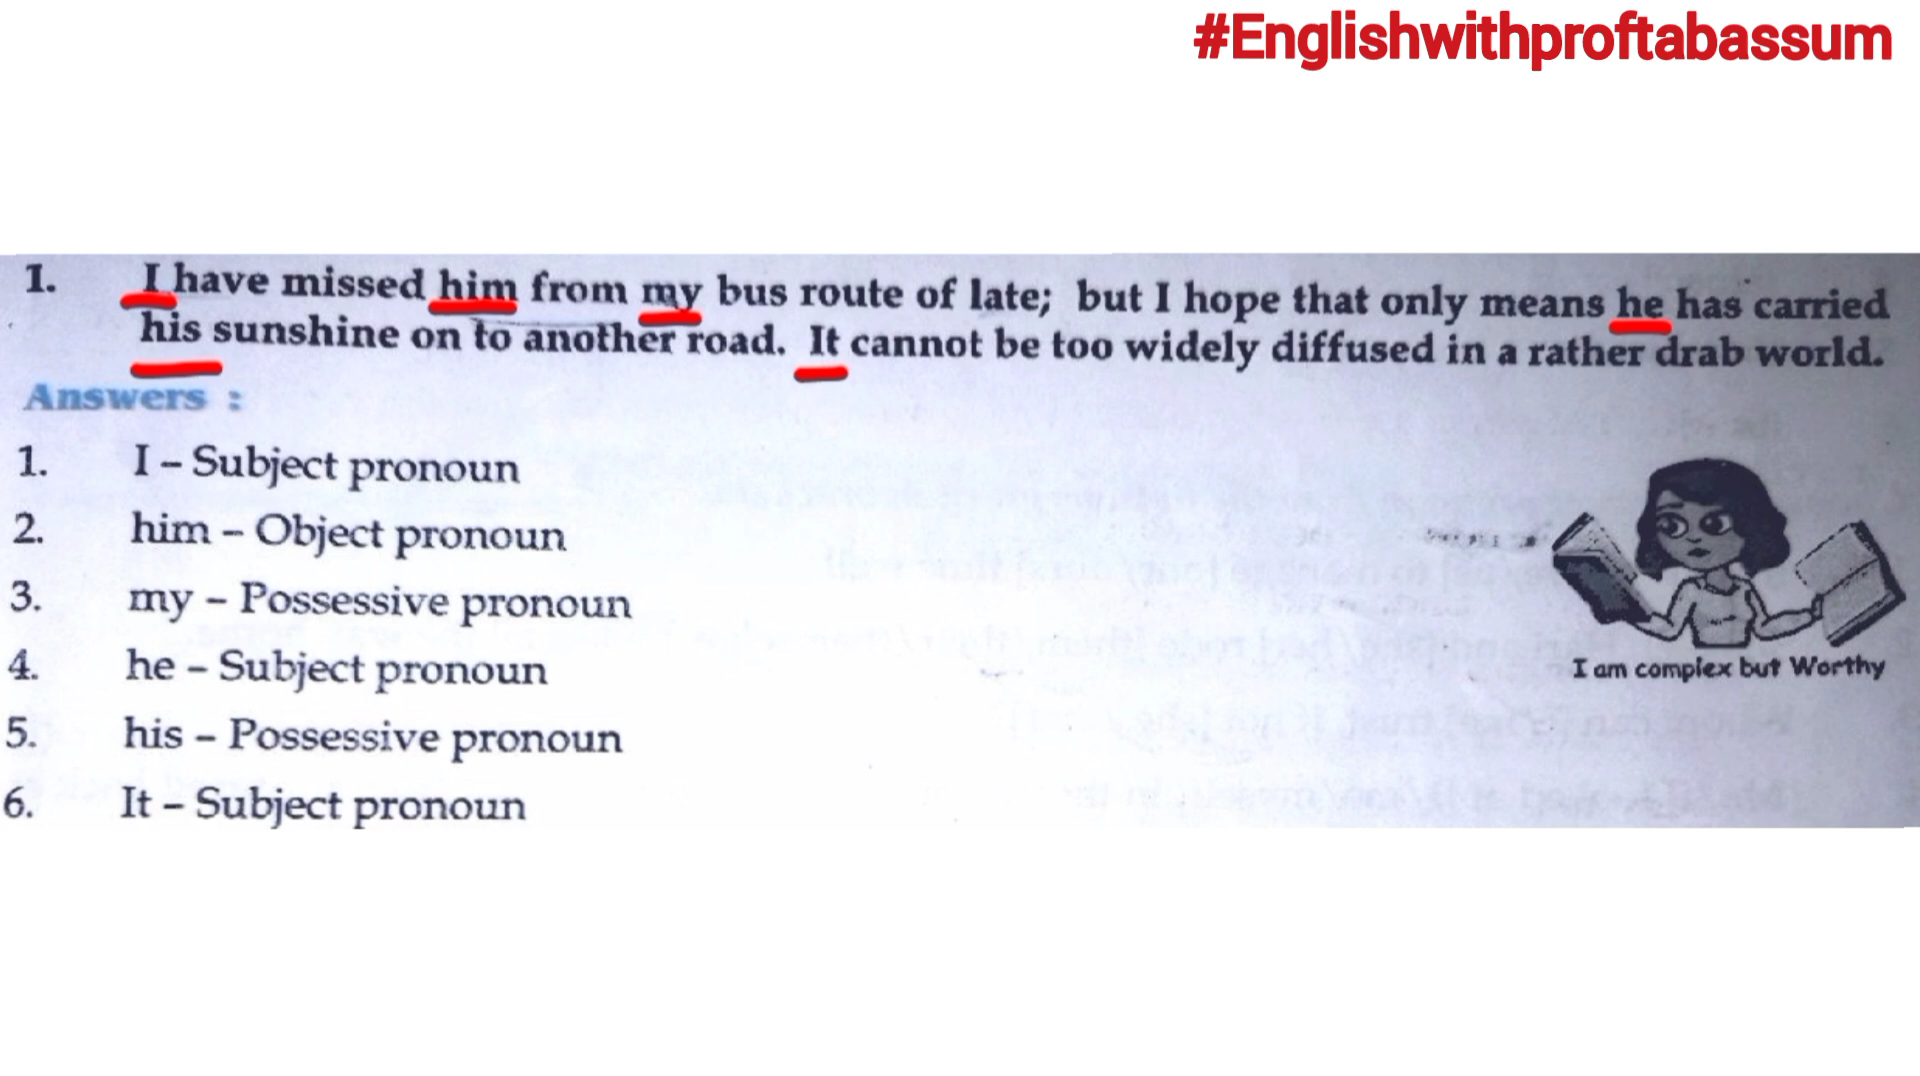 #Englishwithproftabassum
1. I have missed him from my bus route of late; but I hope that only means he has carried
his sunshine on to another road. It cannot be too widely diffused in a rather drab world.
Answers :
1. I – Subject pronoun
2. him – Object pronoun
3. my – Possessive pronoun
4. he – Subject pronoun
5. his – Possessive pronoun
6. It – Subject pronoun
I am complex but Worthy